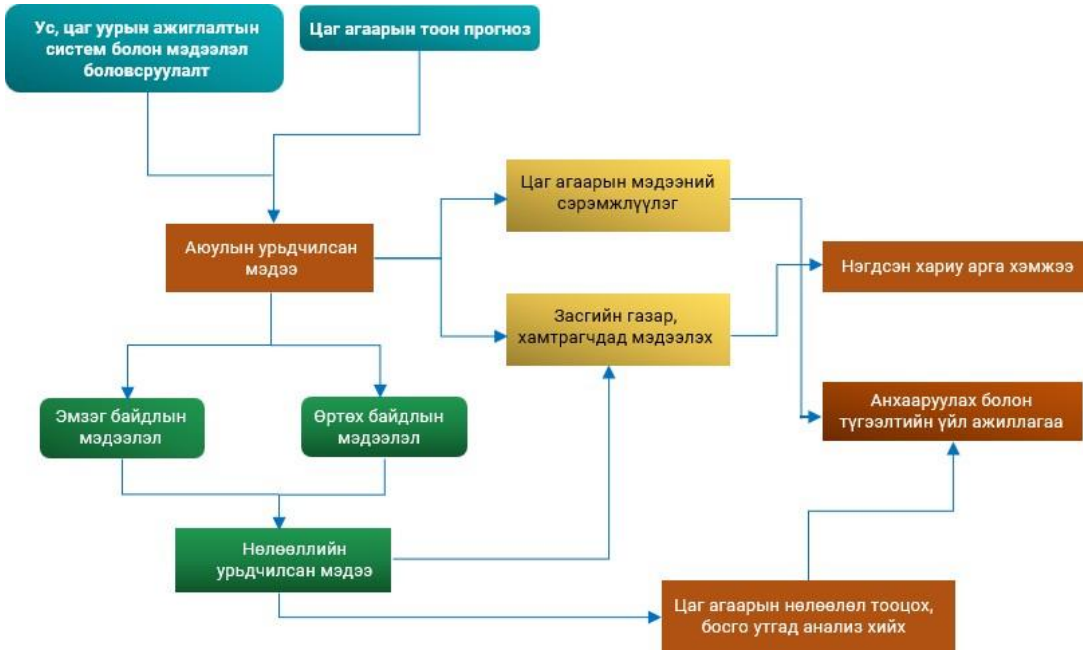 Ус, цаг уурын ажиглалтын
систем болон мэдээлэл
боловсруулалт
Цаг агаарын тоон прогноз
Цаг агаарын мэдээний
сэрэмжлүүлэг
Аюулын урьдчилсан
мэдээ
Нэгдсэн хариу арга хэмжээ
Засгийн газар,
хамтрагчдад мэдээлэх
Эмзэг байдлын
мэдээлэл
Өртөх байдлын
мэдээлэл
Анхааруулах болон
түгээлтийн үйл ажиллагаа
Нөлөөллийн
урьдчилсан мэдээ
Цаг агаарын нөлөөлөл тооцох,
босго утгад анализ хийх